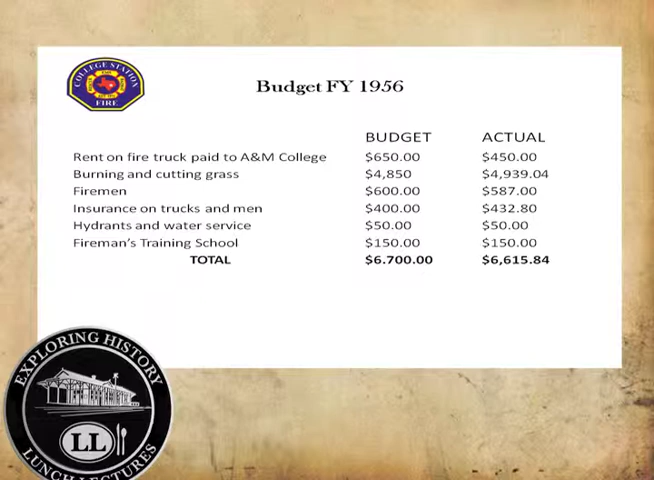 COLLEGE STATION
FIRE
Budget FY 1956
BUDGET ACTUAL
Rent on fire truck paid to A&M College $650.00 $450.00
Burning and cutting grass $4,850 $4,939.04
Firemen $600.00 $587.00
Insurance on trucks and men $400.00 $432.80
Hydrants and water service $50.00 $50.00
Fireman's Training School $150.00 $150.00
TOTAL $6.700.00 $6,615.84
EXPLORING HISTORY
LL
LUNCH LECTURES